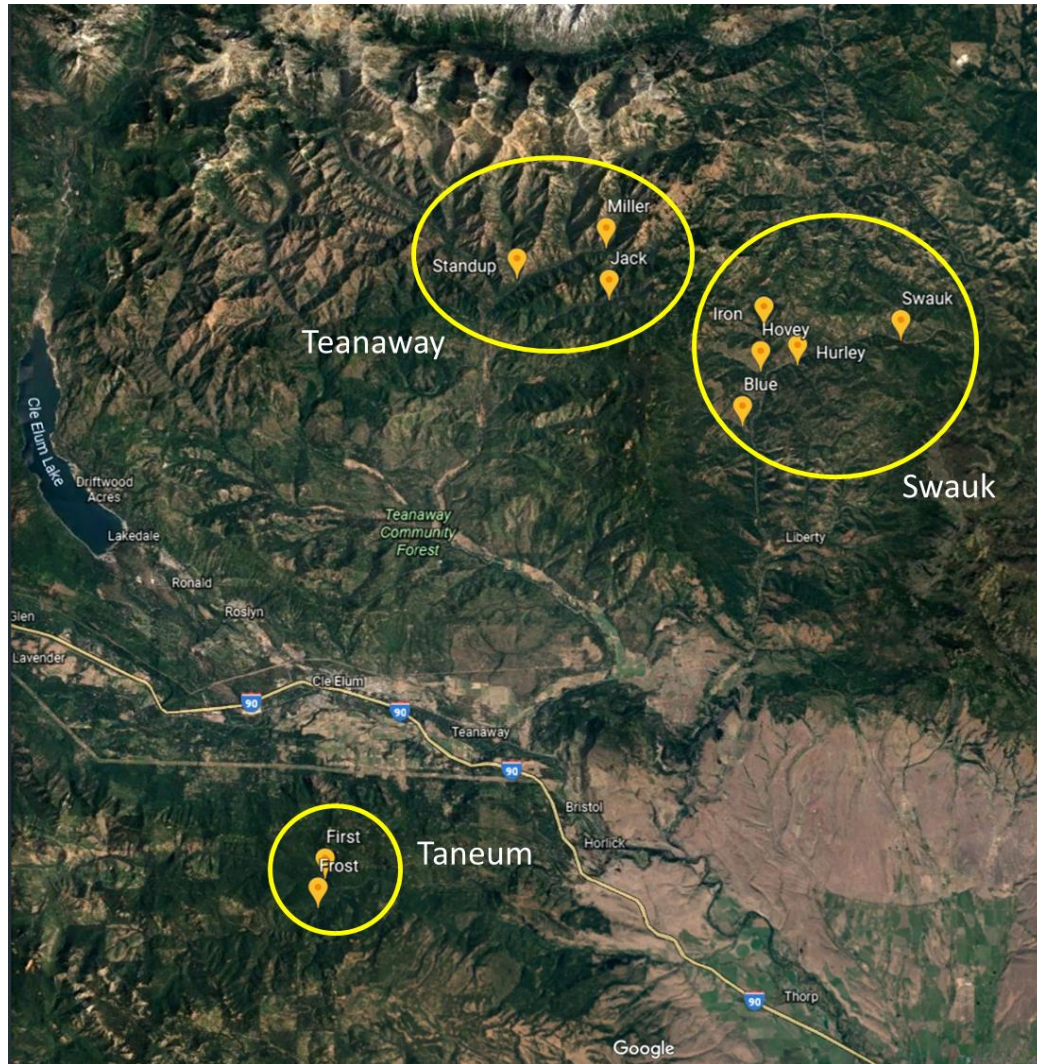 Miller
Standup
Jack
Teanaway
Iron
Hovey
Swauk
Hurley
Blue
Swauk
Cle Elum Lake
Driftwood
Acres
Lakedale
Teanaway
Community
Forest
Liberty
Ronald
Roslyn
Glen
Lavender
Cle Elum
90
90
Teanaway
90
Bristol
Horlick
First
Frost
Taneum
90
Thorp
Google